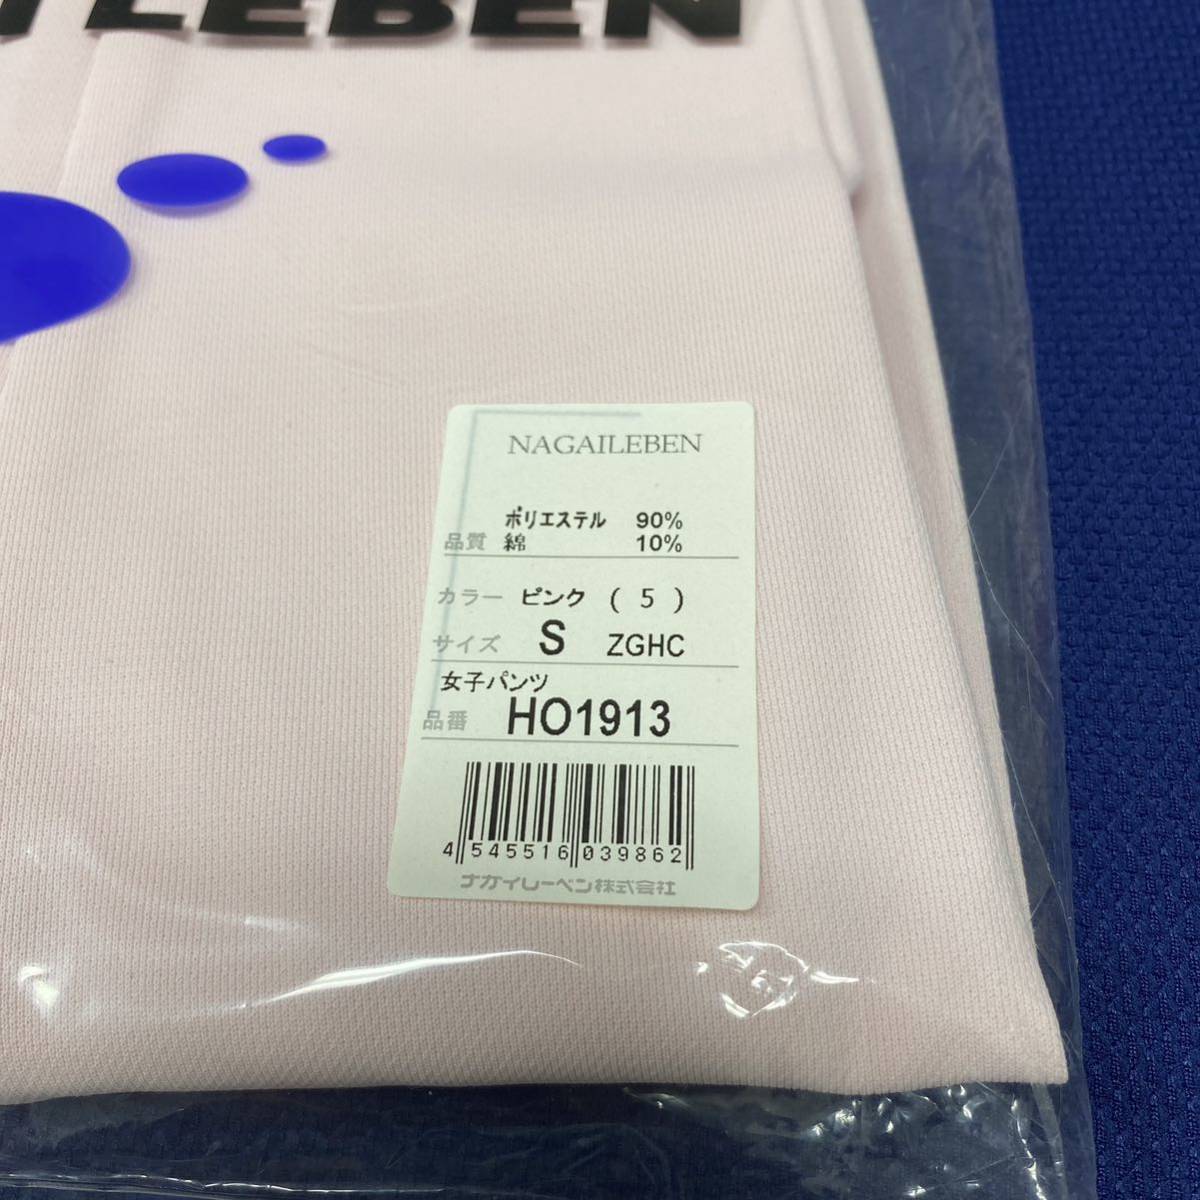 LEBEN
NAGAILEBEN
ポリエステル 90%
品質 綿 10%
カラー ピンク ( 5 )
サイズ S ZGHC
女子パンツ
品番 HO1913
4 545516 039862
ナガイレーベン株式会社